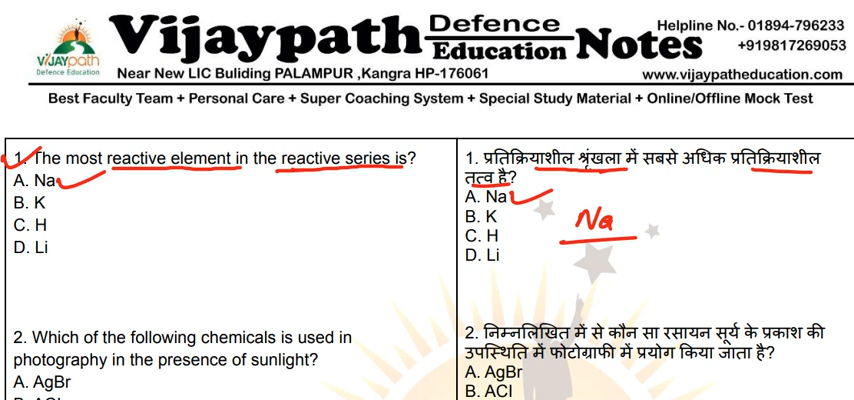 VIJAYpath
Defence Education
Vijaypath Defence Education Notes
Helpline No.- 01894-796233
+919817269053
Near New LIC Buliding PALAMPUR ,Kangra HP-176061
www.vijaypatheducation.com
Best Faculty Team + Personal Care + Super Coaching System + Special Study Material + Online/Offline Mock Test
1. The most reactive element in the reactive series is?
A. Na
B. K
C. H
D. Li
2. Which of the following chemicals is used in
photography in the presence of sunlight?
A. AgBr
1. प्रतिक्रियाशील श्रृंखला में सबसे अधिक प्रतिक्रियाशील
तत्व है?
A. Na
B. K
C. H
D. Li
Na
2. निम्नलिखित में से कौन सा रसायन सूर्य के प्रकाश की
उपस्थिति में फोटोग्राफी में प्रयोग किया जाता है?
A. AgBr
B. ACI